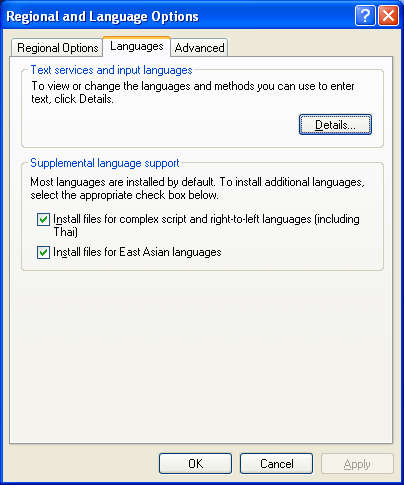 Regional and Language Options
Regional Options Languages Advanced
Text services and input languages
To view or change the languages and methods you can use to enter
text, click Details.
Details...
Supplemental language support
Most languages are installed by default. To install additional languages,
select the appropriate check box below.
Install files for complex script and right-to-left languages (including
Thai)
Install files for East Asian languages
OK Cancel Apply